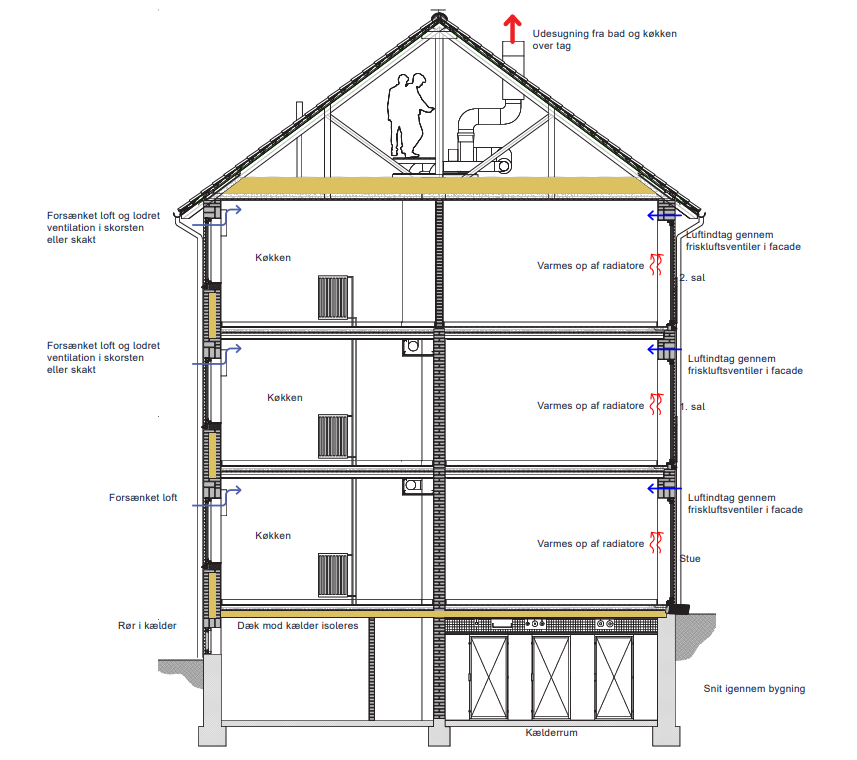 Udesugning fra bad og køkken
over tag
Forsænket loft og lodret
ventilation i skorsten
eller skakt
Køkken
Varmes op af radiatore
Luftindtag gennem
friskluftsventiler i facade
2. sal
Forsænket loft og lodret
ventilation i skorsten
eller skakt
Køkken
Varmes op af radiatore
Luftindtag gennem
friskluftsventiler i facade
1. sal
Forsænket loft
Køkken
Varmes op af radiatore
Luftindtag gennem
friskluftsventiler i facade
Stue
Rør i kælder
Dæk mod kælder isoleres
Snit igennem bygning
Kælderrum